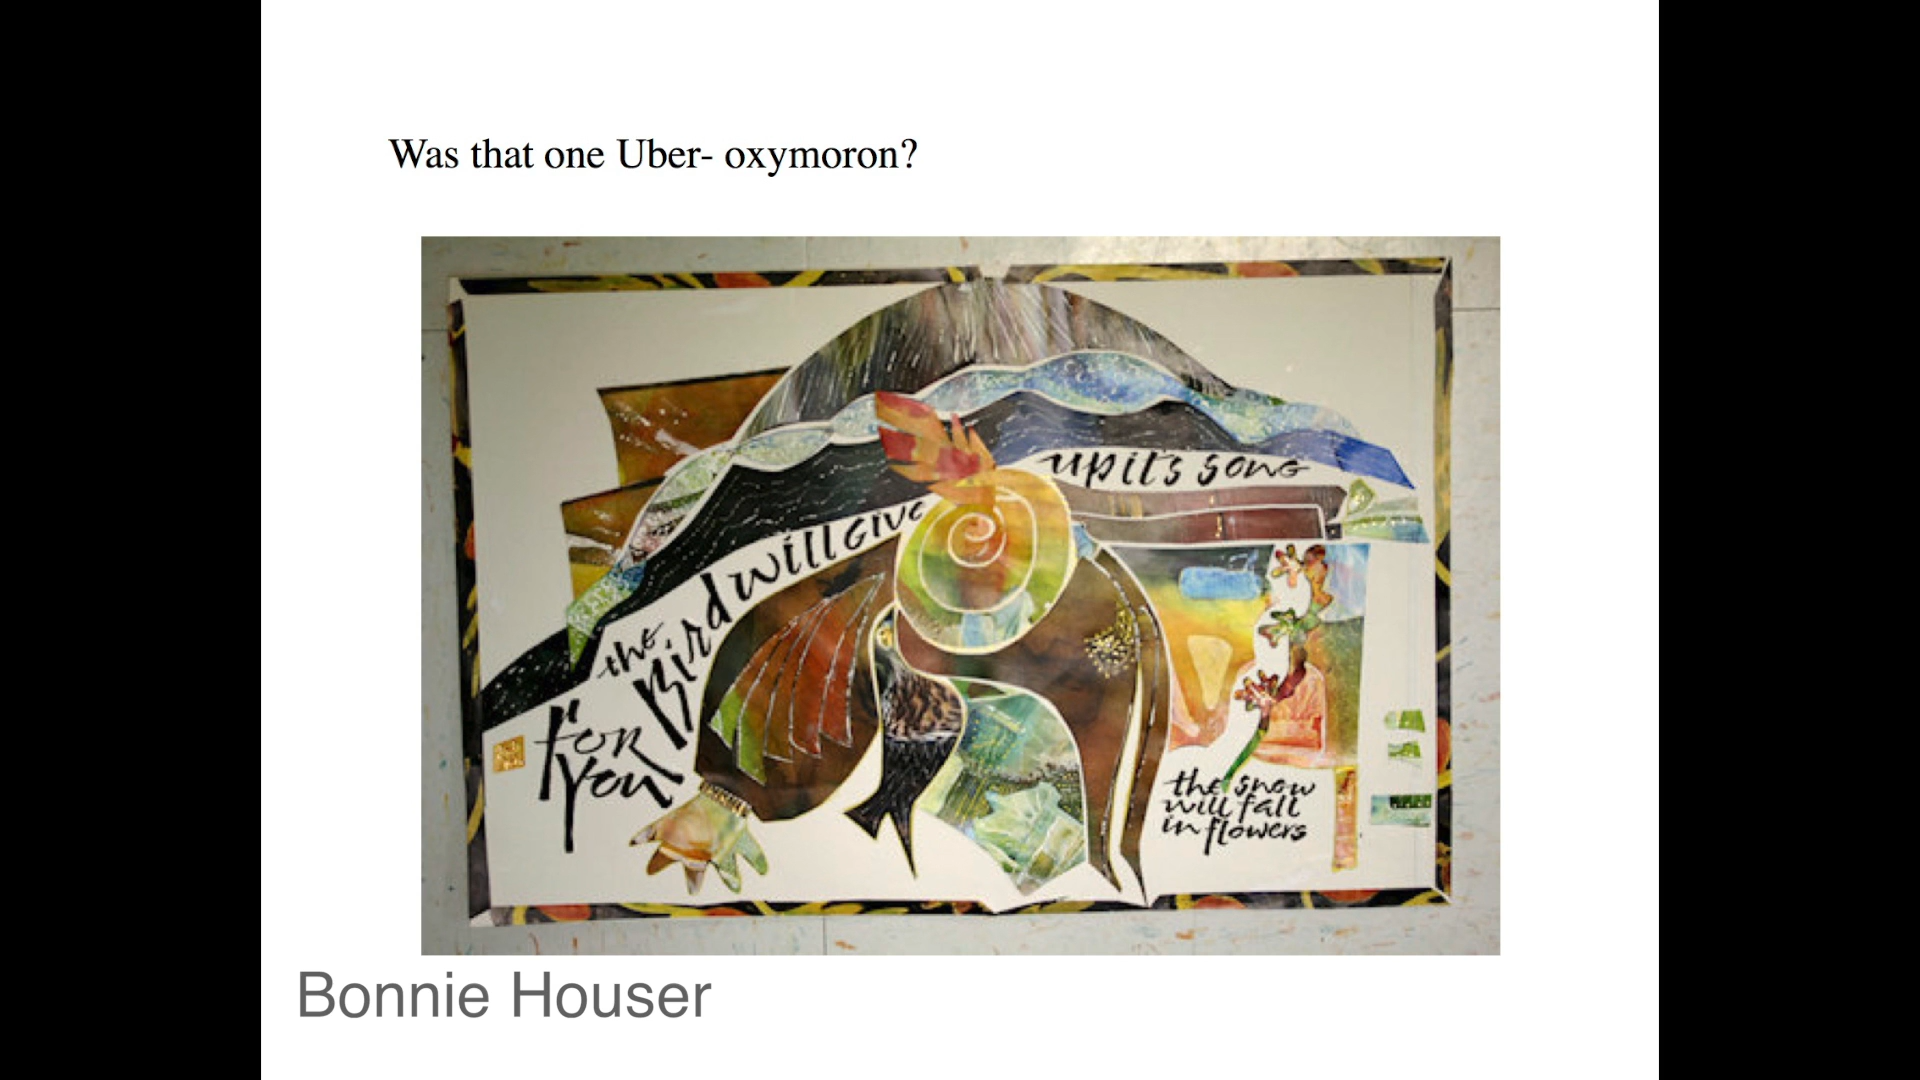 Was that one Uber- oxymoron?
for
you
the
Bird will give
up it's song
the snow
will fall
in flowers
Bonnie Houser